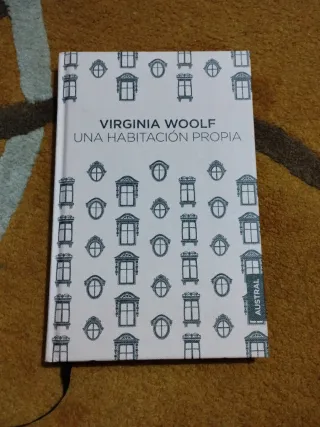 VIRGINIA WOOLF
UNA HABITACIÓN PROPIA
AUSTRAL